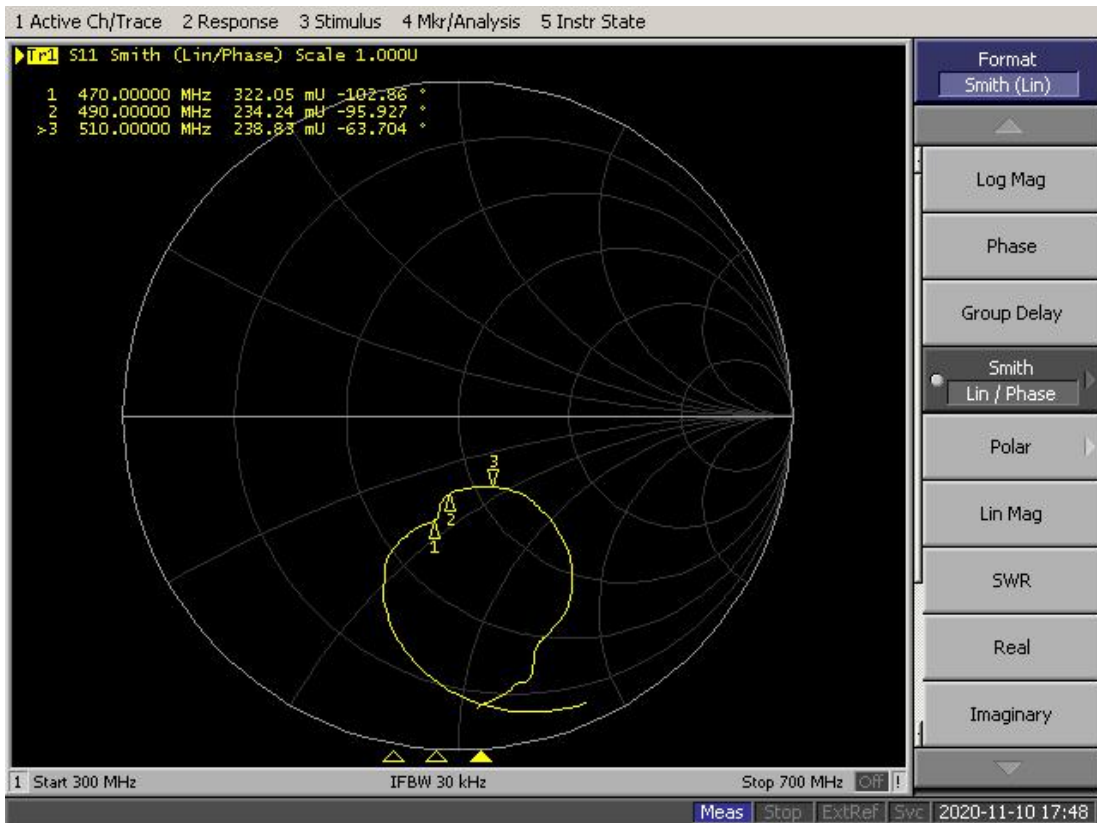 1 Active Ch/Trace 2 Response 3 Stimulus 4 Mkr/Analysis 5 Instr State
Tr1 S11 Smith (Lin/Phase) Scale 1.000U
1 470.00000 MHz 322.05 mU -102.86 °
2 490.00000 MHz 234.24 mU -95.927 °
>3 510.00000 MHz 238.83 mU -63.704 °
3
2
1
Format
Smith (Lin)
Log Mag
Phase
Group Delay
Smith
Lin / Phase
Polar
Lin Mag
SWR
Real
Imaginary
1 Start 300 MHz IFBW 30 kHz Stop 700 MHz Off !
Meas Stop ExtRef Svc 2020-11-10 17:48